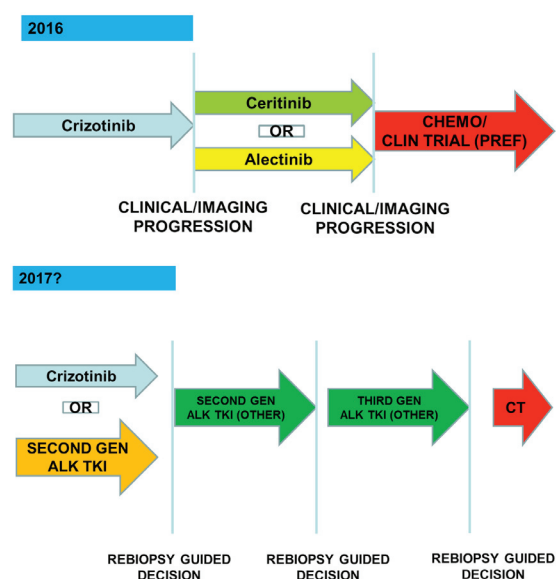 2016
Crizotinib
Ceritinib
OR
Alectinib
CHEMO/
CLIN TRIAL (PREF)
CLINICAL/IMAGING
PROGRESSION
CLINICAL/IMAGING
PROGRESSION
2017?
Crizotinib
OR
SECOND GEN
ALK TKI
SECOND GEN
ALK TKI (OTHER)
THIRD GEN
ALK TKI (OTHER)
CT
REBIOPSY GUIDED
DECISION
REBIOPSY GUIDED
DECISION
REBIOPSY GUIDED
DECISION